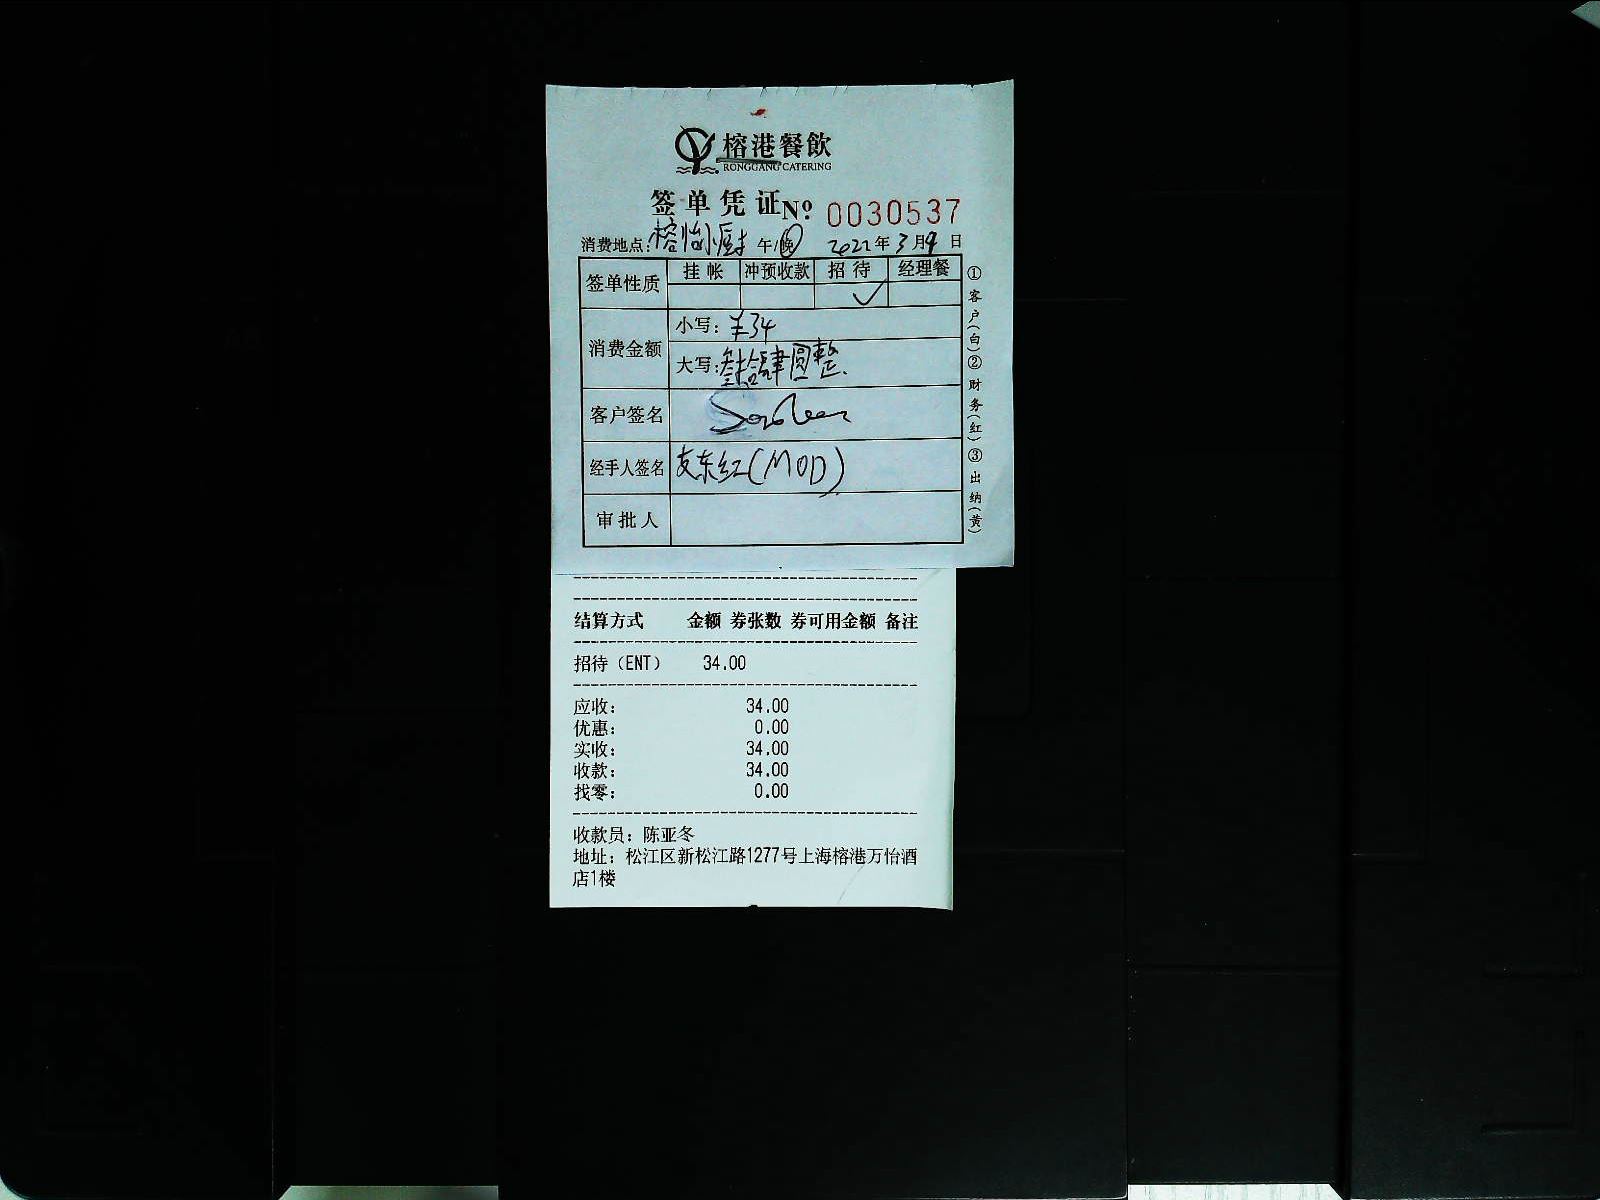 榕港餐飲
RONGGANG CATERING
签单凭证 № 0030537
消费地点：榕怡小厨 午/晚 2022年3月9日
签单性质 挂帐 冲预收款 招待 经理餐
✓
消费金额 小写：¥34
大写：叁拾肆圆整
客户签名
经手人签名 东红(MOD)
审批人
①客户(白)②财务(红)③出纳(黄)
结算方式 金额 券张数 券可用金额 备注
招待（ENT） 34.00
应收： 34.00
优惠： 0.00
实收： 34.00
收款： 34.00
找零： 0.00
收款员：陈亚冬
地址：松江区新松江路1277号上海榕港万怡酒
店1楼